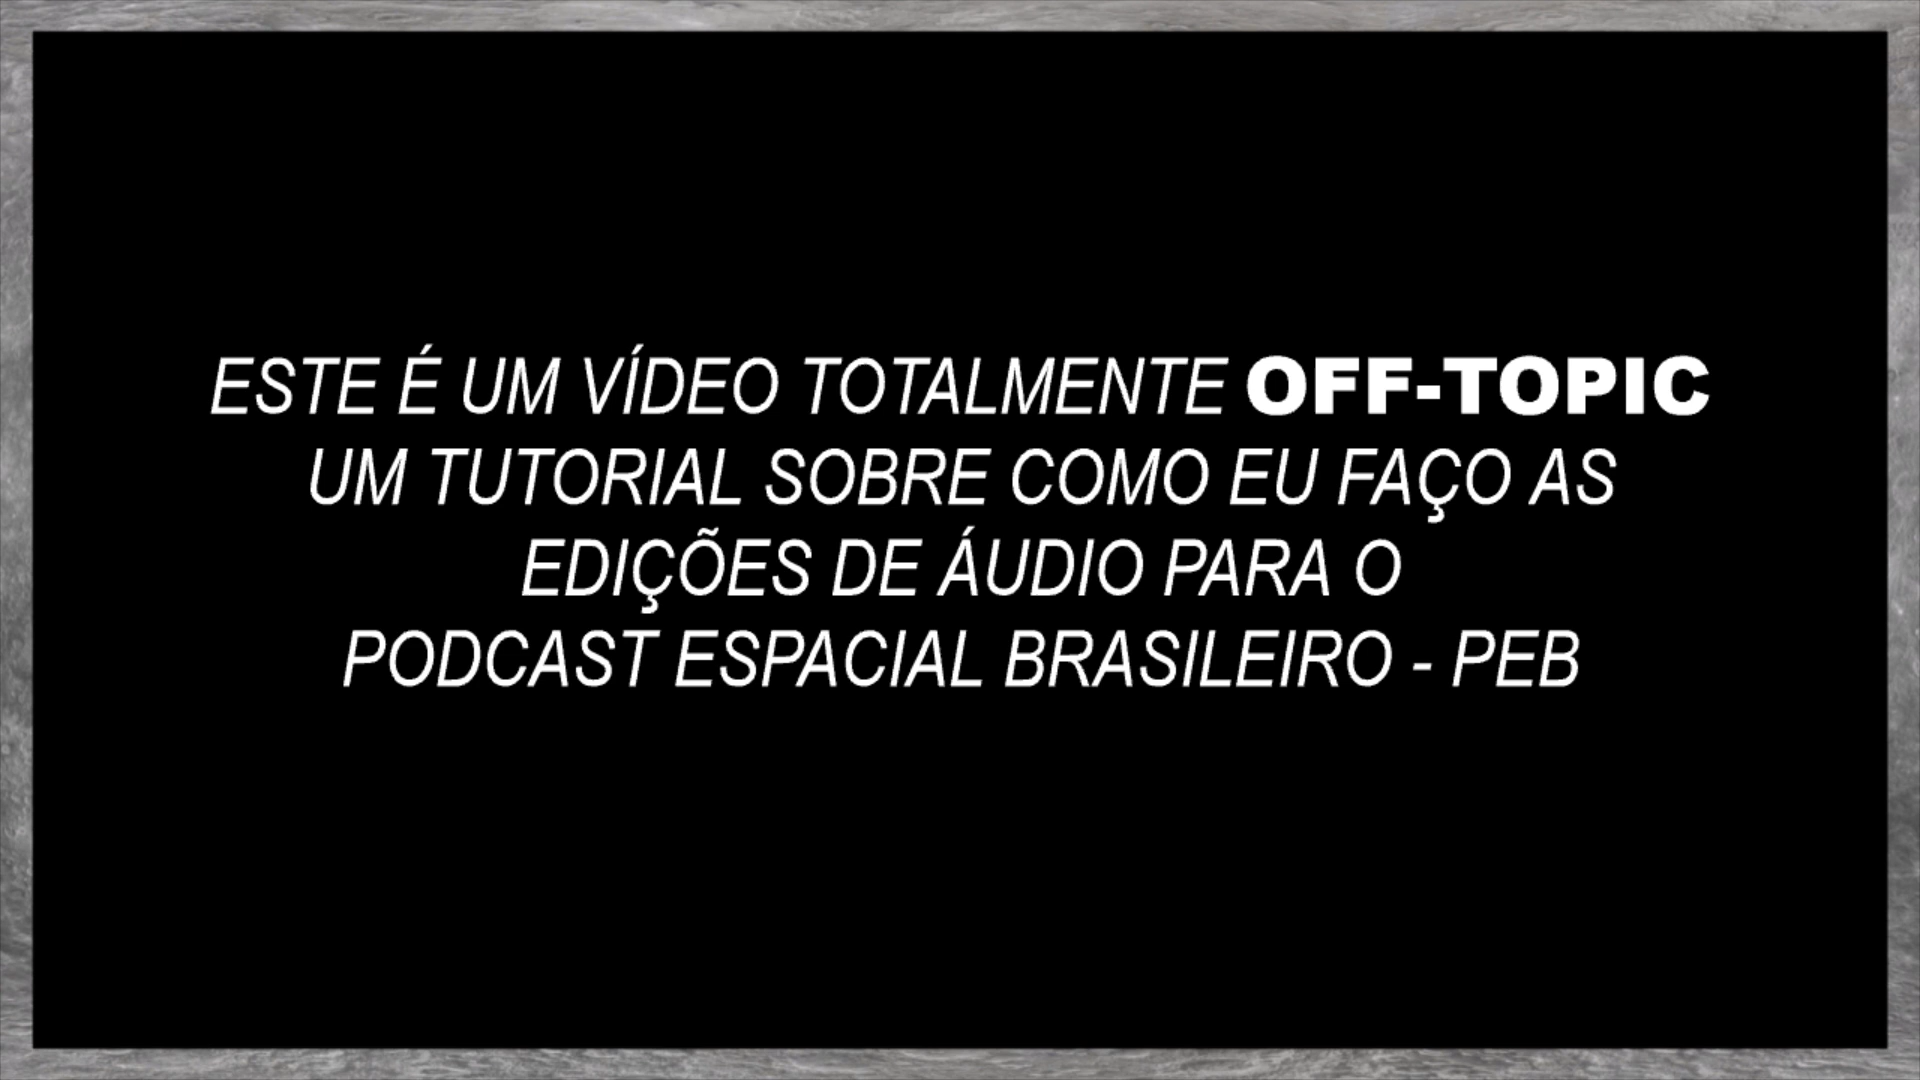 ESTE É UM VÍDEO TOTALMENTE OFF-TOPIC
UM TUTORIAL SOBRE COMO EU FAÇO AS
EDIÇÕES DE ÁUDIO PARA O
PODCAST ESPACIAL BRASILEIRO - PEB